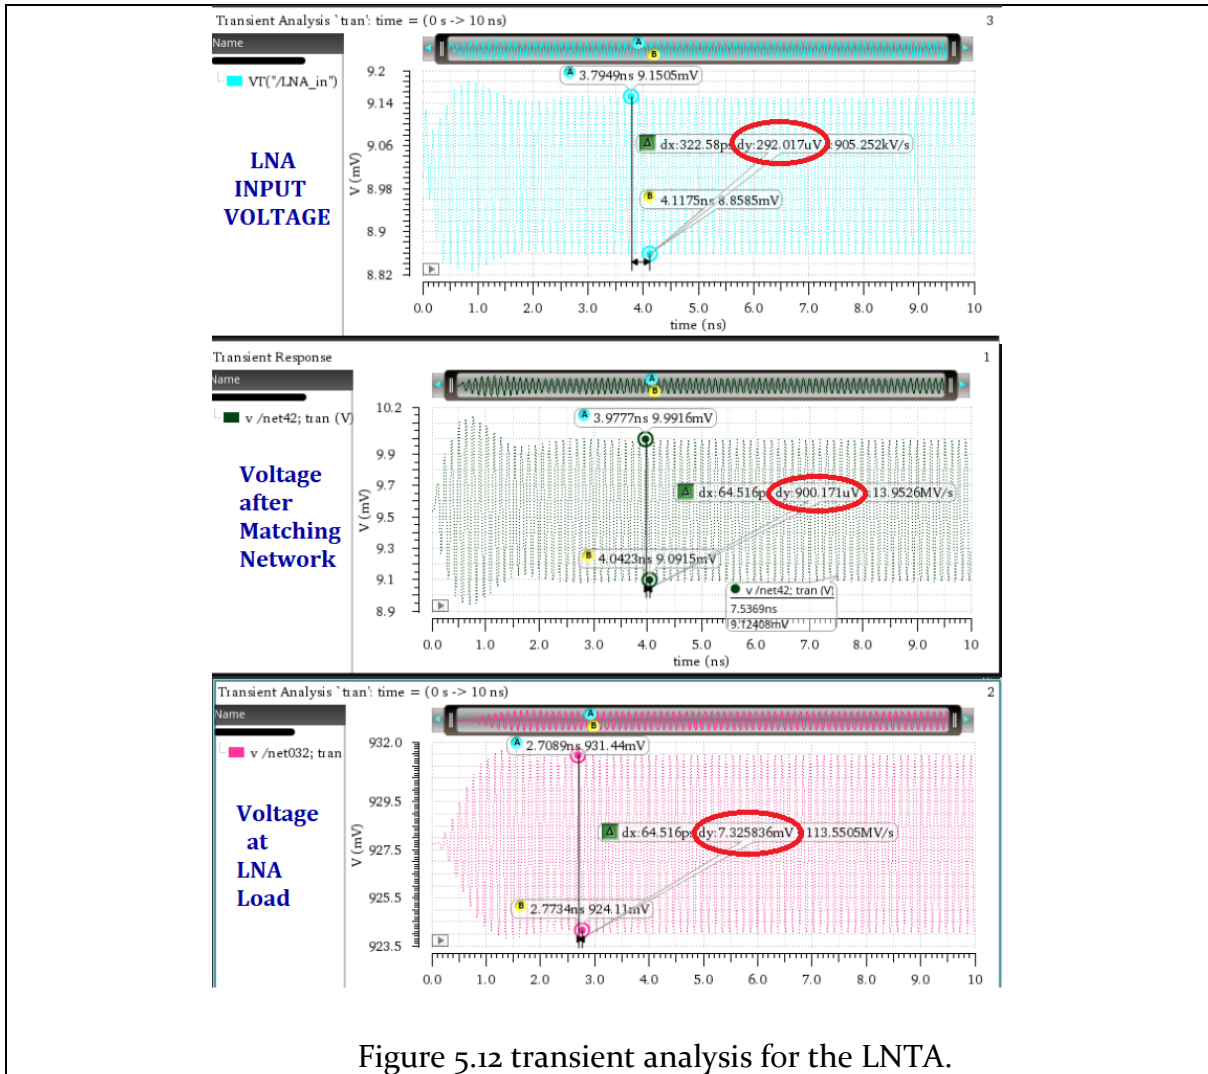 Transient Analysis `tran': time = (0 s -> 10 ns) 3
Name
VT("/LNA_in")
LNA
INPUT
VOLTAGE
A
B
9.2
9.14
9.06
8.98
8.9
8.82
V (mV)
A 3.7949ns 9.1505mV
Δ dx:322.58ps dy:292.017uV :905.252kV/s
B 4.1175ns 8.8585mV
0.0 1.0 2.0 3.0 4.0 5.0 6.0 7.0 8.0 9.0 10
time (ns)
Transient Response 1
Name
v /net42; tran (V)
Voltage
after
Matching
Network
A
B
10.2
9.9
9.7
9.5
9.3
9.1
8.9
V (mV)
A 3.9777ns 9.9916mV
Δ dx:64.516p dy:900.171uV :13.9526MV/s
B 4.0423ns 9.0915mV
v /net42; tran (V)
7.5369ns
9.12408mV
0.0 1.0 2.0 3.0 4.0 5.0 6.0 7.0 8.0 9.0 10
time (ns)
Transient Analysis `tran': time = (0 s -> 10 ns) 2
Name
v /net032; tran
Voltage
at
LNA
Load
A
B
932.0
929.5
927.5
925.5
923.5
V (mV)
A 2.7089ns 931.44mV
Δ dx:64.516ps dy:7.325836mV 113.5505MV/s
B 2.7734ns 924.11mV
0.0 1.0 2.0 3.0 4.0 5.0 6.0 7.0 8.0 9.0 10
Figure 5.12 transient analysis for the LNTA.